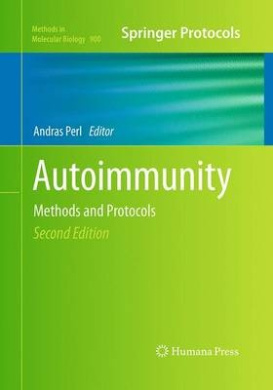 Methods in
Molecular Biology 900
Springer Protocols
Andras Perl Editor
Autoimmunity
Methods and Protocols
Second Edition
Humana Press